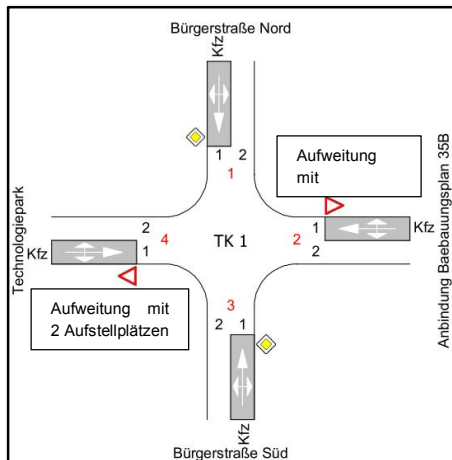 Bürgerstraße Nord
Kfz
1 2
1
Aufweitung
mit
Technologiepark
Kfz
2
1
4
TK 1
2
1
2
Kfz
Anbindung Baebauungsplan 35B
Aufweitung mit
2 Aufstellplätzen
3
2 1
Kfz
Bürgerstraße Süd